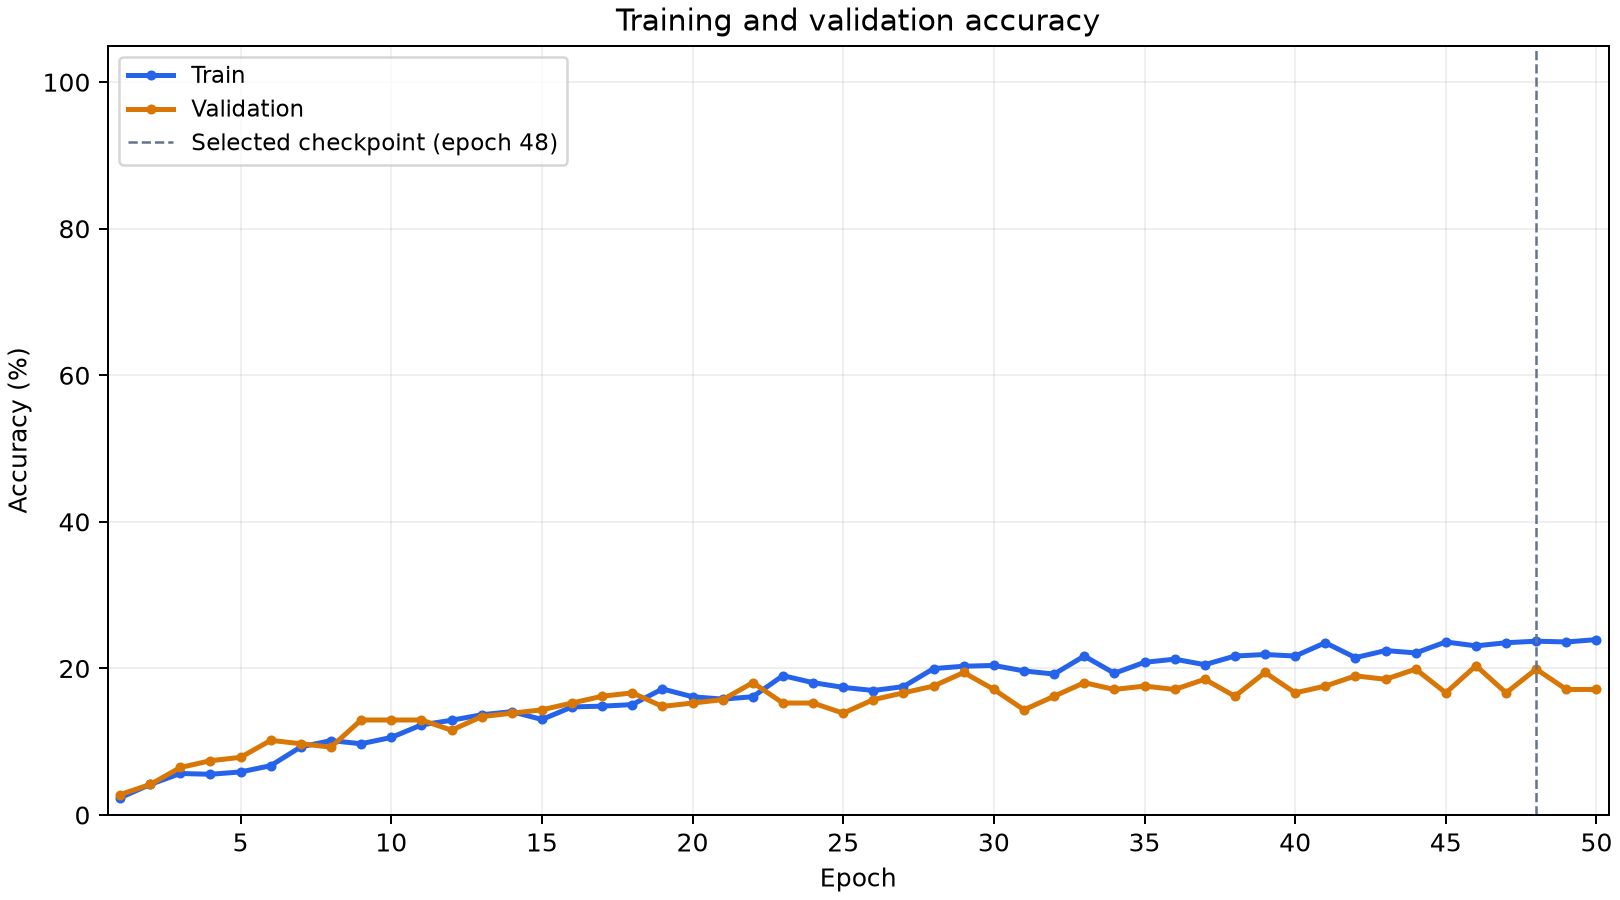 Training and validation accuracy
Train
Validation
Selected checkpoint (epoch 48)
Accuracy (%)
100
80
60
40
20
0
5 10 15 20 25 30 35 40 45 50
Epoch